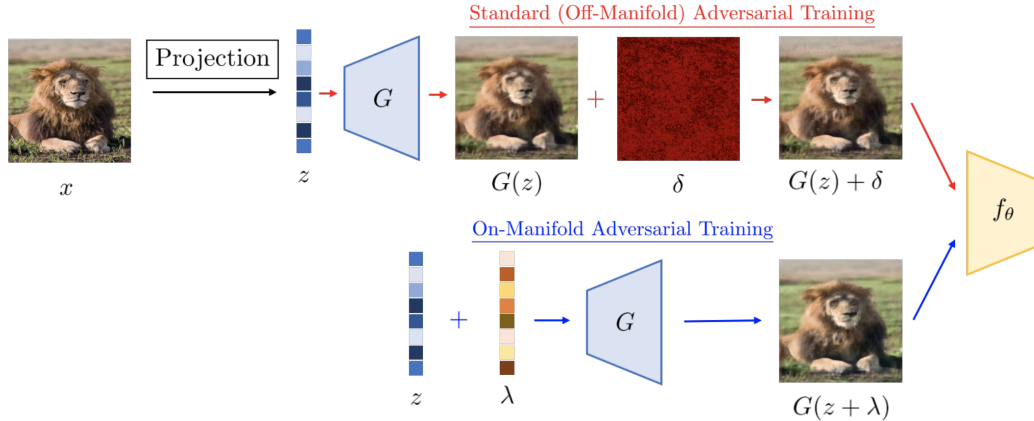 Standard (Off-Manifold) Adversarial Training
Projection
G
+
x
z
G(z)
δ
G(z) + δ
f_θ
On-Manifold Adversarial Training
+
G
z
λ
G(z + λ)